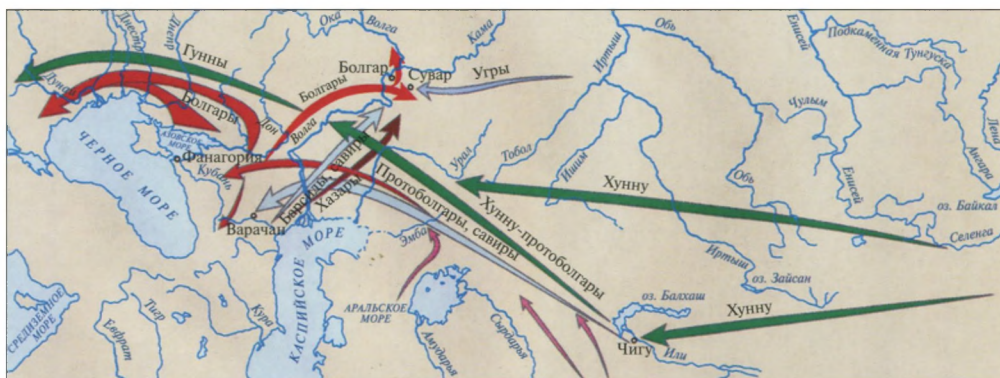 Днестр
Днепр
Ока
Волга
Кама
Обь
Иртыш
Енисей
Подкаменная Тунгуска
Гунны
Болгар
Сувар
Угры
Дунай
Болгары
Болгары
Дон
Волга
Чулым
Лена
Ангара
АЗОВСКОЕ
МОРЕ
Фанагория
Кубань
ЧЕРНОЕ МОРЕ
Барсилы, савиры
Хазары
Протоболгары, савиры
Хунну-протоболгары
Урал
Тобол
Ишим
Хунну
Обь
Енисей
оз. Байкал
Селенга
Варачан
Эмба
Иртыш
оз. Зайсан
СРЕДИЗЕМНОЕ
МОРЕ
Евфрат
Тигр
Кура
КАСПИЙСКОЕ МОРЕ
АРАЛЬСКОЕ
МОРЕ
Амударья
Сырдарья
оз. Балхаш
Хунну
Чигу
Или